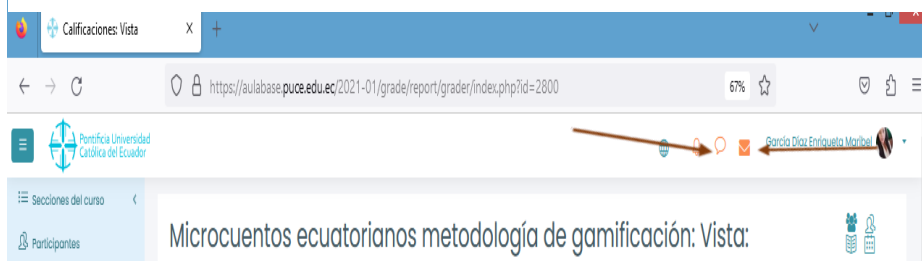 Calificaciones: Vista
https://aulabase.puce.edu.ec/2021-01/grade/report/grader/index.php?id=2800
67%
Pontificia Universidad
Católica del Ecuador
García Díaz Enriqueta Maribel
Secciones del curso
Participantes
Microcuentos ecuatorianos metodología de gamificación: Vista: